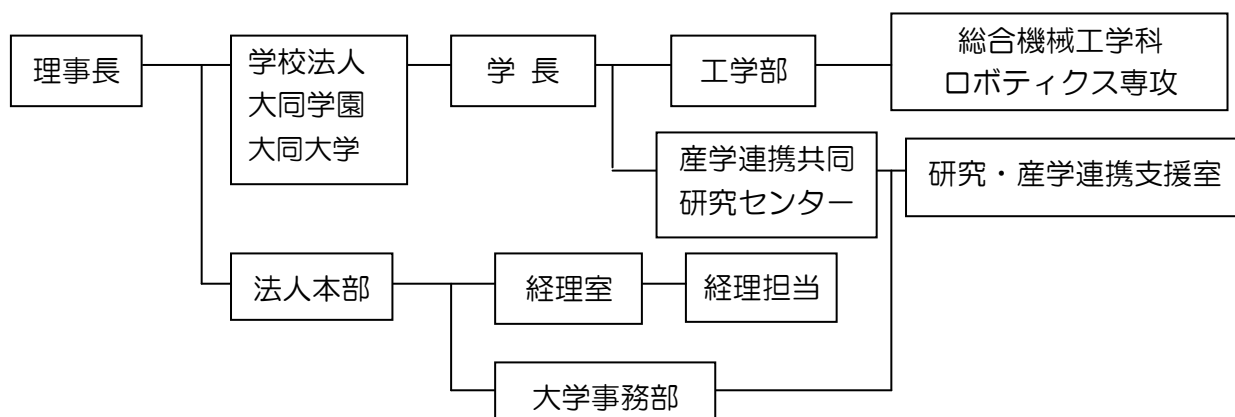 理事長
学校法人
大同学園
大同大学
学 長
工学部
総合機械工学科
ロボティクス専攻
産学連携共同
研究センター
研究・産学連携支援室
法人本部
経理室
経理担当
大学事務部